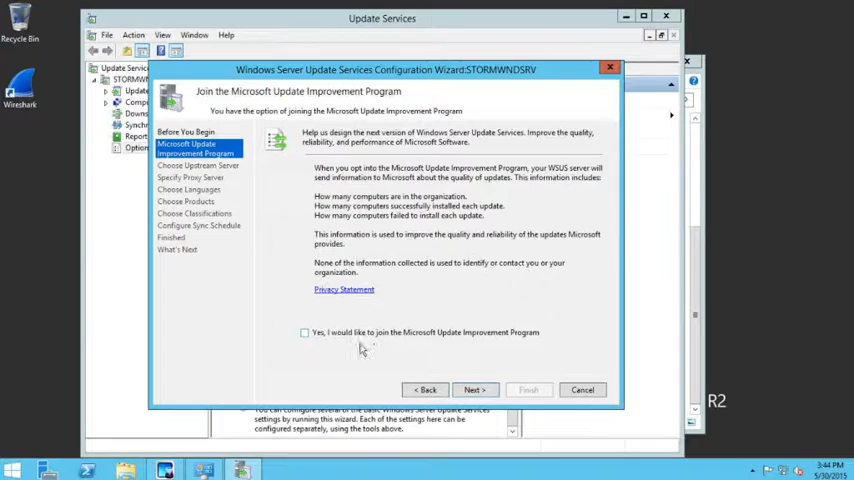 Recycle Bin
Wireshark
Update Services
File Action View Window Help
Update Service
STORMWN
Update
Compu
Downs
Synchr
Report
Option
Windows Server Update Services Configuration Wizard:STORMWNDSRV
Join the Microsoft Update Improvement Program
You have the option of joining the Microsoft Update Improvement Program
Before You Begin
Microsoft Update
Improvement Program
Choose Upstream Server
Specify Proxy Server
Choose Languages
Choose Products
Choose Classifications
Configure Sync Schedule
Finished
What's Next
Help us design the next version of Windows Server Update Services. Improve the quality,
reliability, and performance of Microsoft Software.
When you opt into the Microsoft Update Improvement Program, your WSUS server will
send information to Microsoft about the quality of updates. This information includes:
How many computers are in the organization.
How many computers successfully installed each update.
How many computers failed to install each update.
This information is used to improve the quality and reliability of the updates Microsoft
provides.
None of the information collected is used to identify or contact you or your
organization.
Privacy Statement
Yes, I would like to join the Microsoft Update Improvement Program
< Back Next > Finish Cancel
You can configure several of the basic Windows Server Update Services
settings by running this wizard. Each of the settings here can be
configured separately, using the tools above.
R2
3:44 PM
5/30/2015